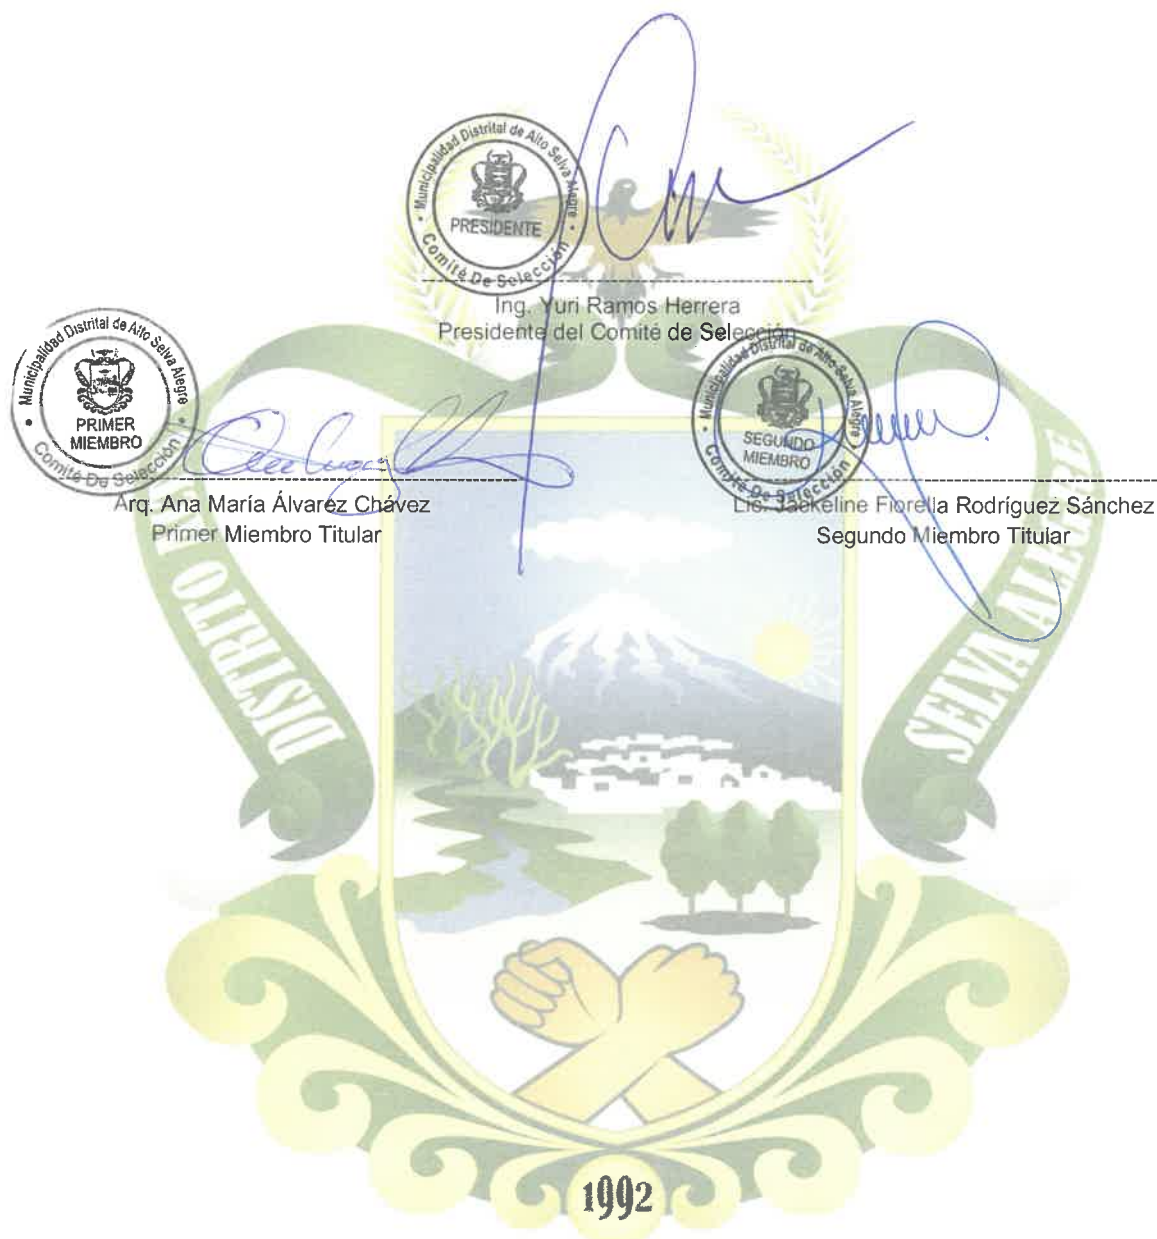 Municipalidad Distrital de Alto Selva Alegre
PRESIDENTE
Comité De Selección
Ing. Yuri Ramos Herrera
Presidente del Comité de Selección
Municipalidad Distrital de Alto Selva Alegre
PRIMER
MIEMBRO
Comité De Selección
Arq. Ana María Álvarez Chávez
Primer Miembro Titular
Municipalidad Distrital de Alto Selva Alegre
SEGUNDO
MIEMBRO
Comité De Selección
Lic. Jackeline Fiorella Rodríguez Sánchez
Segundo Miembro Titular
DISTRITO
SELVA ALEGRE
1992